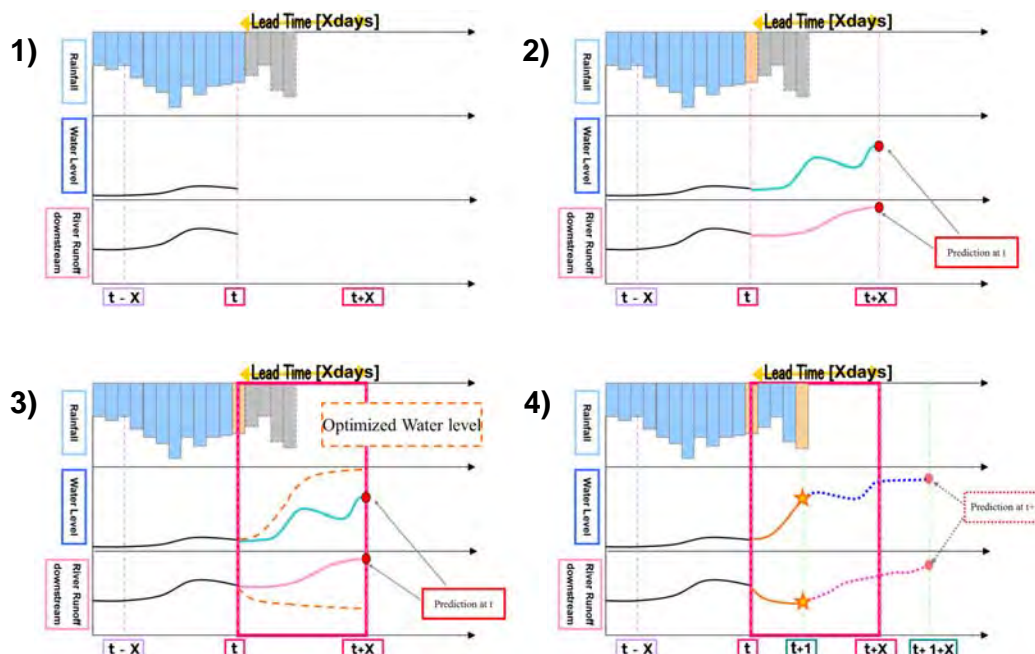 1)
Lead Time [Xdays]
Rainfall
Water Level
River Runoff
downstream
t - X
t
t+X
2)
Lead Time [Xdays]
Rainfall
Water Level
River Runoff
downstream
Prediction at t
t - X
t
t+X
3)
Lead Time [Xdays]
Rainfall
Optimized Water level
Water Level
River Runoff
downstream
Prediction at t
t - X
t
t+X
4)
Lead Time [Xdays]
Rainfall
Water Level
Prediction at t+
River Runoff
downstream
t - X
t
t+1
t+X
t+1+X